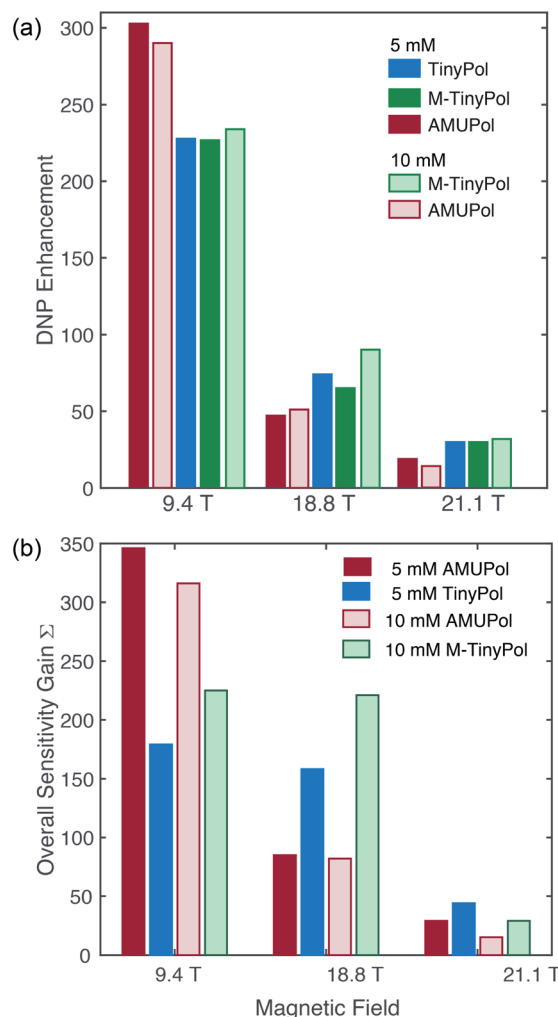 (a)
300
250
200
150
100
50
0
DNP Enhancement
5 mM
TinyPol
M-TinyPol
AMUPol
10 mM
M-TinyPol
AMUPol
9.4 T
18.8 T
21.1 T
(b)
350
300
250
200
150
100
50
0
Overall Sensitivity Gain Σ
5 mM AMUPol
5 mM TinyPol
10 mM AMUPol
10 mM M-TinyPol
9.4 T
18.8 T
21.1 T
Magnetic Field